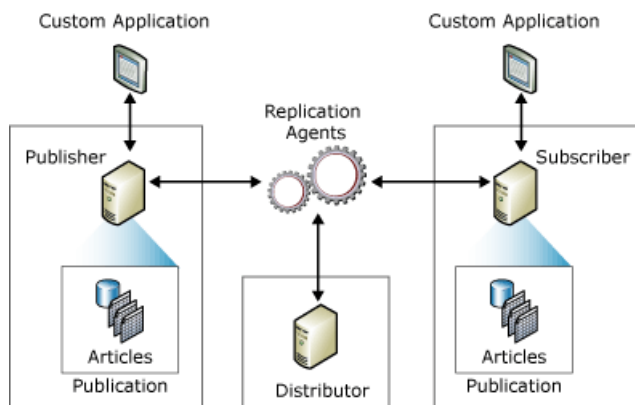 Custom Application
Custom Application
Replication
Agents
Publisher
Subscriber
Articles
Publication
Distributor
Articles
Publication